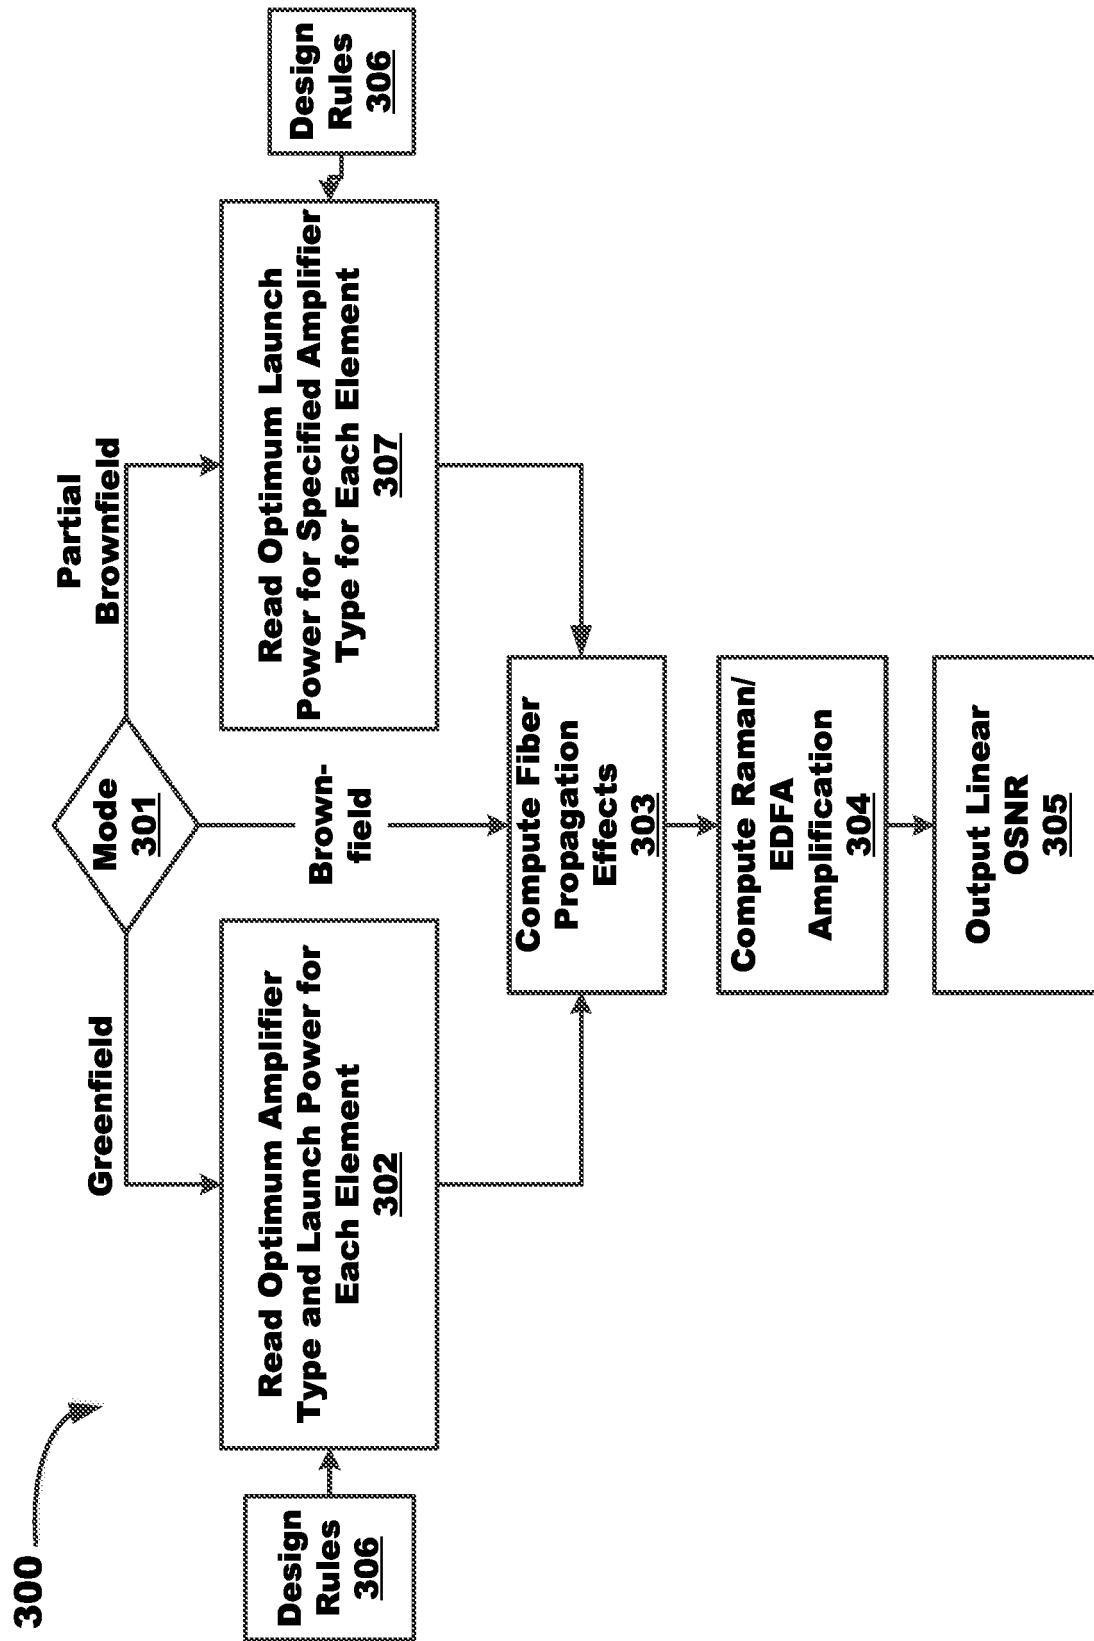 300
Mode
301
Greenfield
Partial
Brownfield
Brown-
field
Design
Rules
306
Read Optimum Amplifier
Type and Launch Power for
Each Element
302
Read Optimum Launch
Power for Specified Amplifier
Type for Each Element
307
Design
Rules
306
Compute Fiber
Propagation
Effects
303
Compute Raman/
EDFA
Amplification
304
Output Linear
OSNR
305